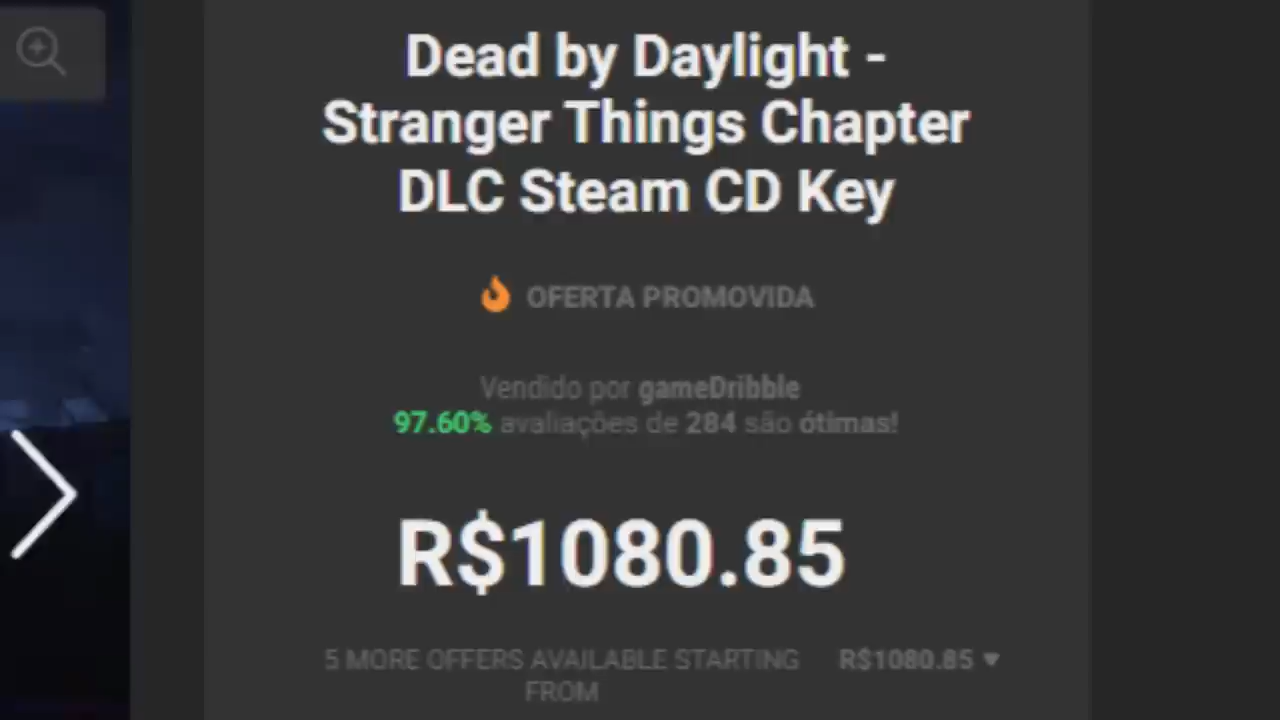 Dead by Daylight -
Stranger Things Chapter
DLC Steam CD Key
OFERTA PROMOVIDA
Vendido por gameDribble
97.60% avaliações de 284 são ótimas!
R$1080.85
5 MORE OFFERS AVAILABLE STARTING FROM
R$1080.85